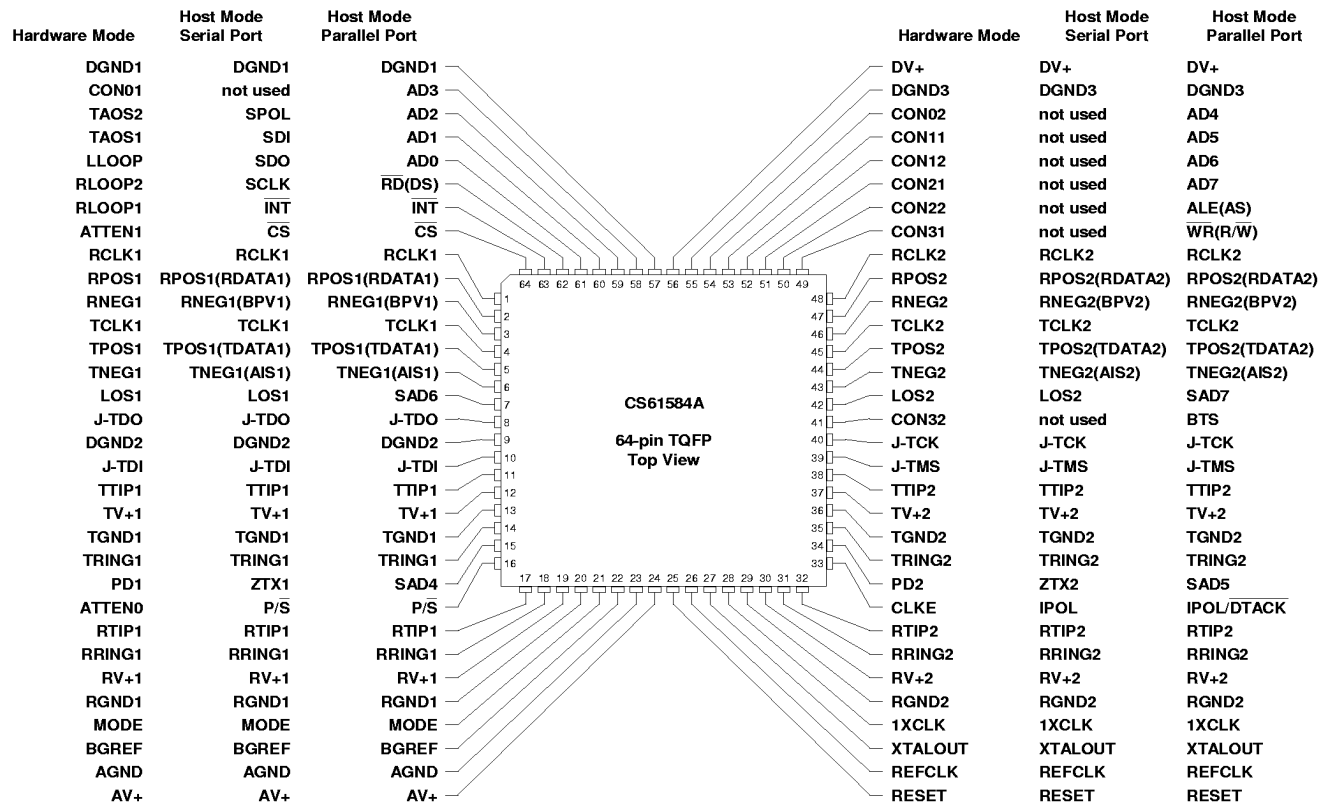 Hardware Mode Host Mode Serial Port Host Mode Parallel Port
DGND1 DGND1 DGND1
CON01 not used AD3
TAOS2 SPOL AD2
TAOS1 SDI AD1
LLOOP SDO AD0
RLOOP2 SCLK R̅D̅(DS)
RLOOP1 I̅N̅T̅ I̅N̅T̅
ATTEN1 C̅S̅ C̅S̅
RCLK1 RCLK1 RCLK1
RPOS1 RPOS1(RDATA1) RPOS1(RDATA1)
RNEG1 RNEG1(BPV1) RNEG1(BPV1)
TCLK1 TCLK1 TCLK1
TPOS1 TPOS1(TDATA1) TPOS1(TDATA1)
TNEG1 TNEG1(AIS1) TNEG1(AIS1)
LOS1 LOS1 SAD6
J-TDO J-TDO J-TDO
DGND2 DGND2 DGND2
J-TDI J-TDI J-TDI
TTIP1 TTIP1 TTIP1
TV+1 TV+1 TV+1
TGND1 TGND1 TGND1
TRING1 TRING1 TRING1
PD1 ZTX1 SAD4
ATTEN0 P/S̅ P/S̅
RTIP1 RTIP1 RTIP1
RRING1 RRING1 RRING1
RV+1 RV+1 RV+1
RGND1 RGND1 RGND1
MODE MODE MODE
BGREF BGREF BGREF
AGND AGND AGND
AV+ AV+ AV+
64 63 62 61 60 59 58 57 56 55 54 53 52 51 50 49
1
2
3
4
5
6
7
8
9
10
11
12
13
14
15
16
CS61584A
64-pin TQFP
Top View
48
47
46
45
44
43
42
41
40
39
38
37
36
35
34
33
17 18 19 20 21 22 23 24 25 26 27 28 29 30 31 32
Hardware Mode Host Mode Serial Port Host Mode Parallel Port
DV+ DV+ DV+
DGND3 DGND3 DGND3
CON02 not used AD4
CON11 not used AD5
CON12 not used AD6
CON21 not used AD7
CON22 not used ALE(AS)
CON31 not used W̅R̅(R/W̅)
RCLK2 RCLK2 RCLK2
RPOS2 RPOS2(RDATA2) RPOS2(RDATA2)
RNEG2 RNEG2(BPV2) RNEG2(BPV2)
TCLK2 TCLK2 TCLK2
TPOS2 TPOS2(TDATA2) TPOS2(TDATA2)
TNEG2 TNEG2(AIS2) TNEG2(AIS2)
LOS2 LOS2 SAD7
CON32 not used BTS
J-TCK J-TCK J-TCK
J-TMS J-TMS J-TMS
TTIP2 TTIP2 TTIP2
TV+2 TV+2 TV+2
TGND2 TGND2 TGND2
TRING2 TRING2 TRING2
PD2 ZTX2 SAD5
CLKE IPOL IPOL/D̅T̅A̅C̅K̅
RTIP2 RTIP2 RTIP2
RRING2 RRING2 RRING2
RV+2 RV+2 RV+2
RGND2 RGND2 RGND2
1XCLK 1XCLK 1XCLK
XTALOUT XTALOUT XTALOUT
REFCLK REFCLK REFCLK
RESET RESET RESET